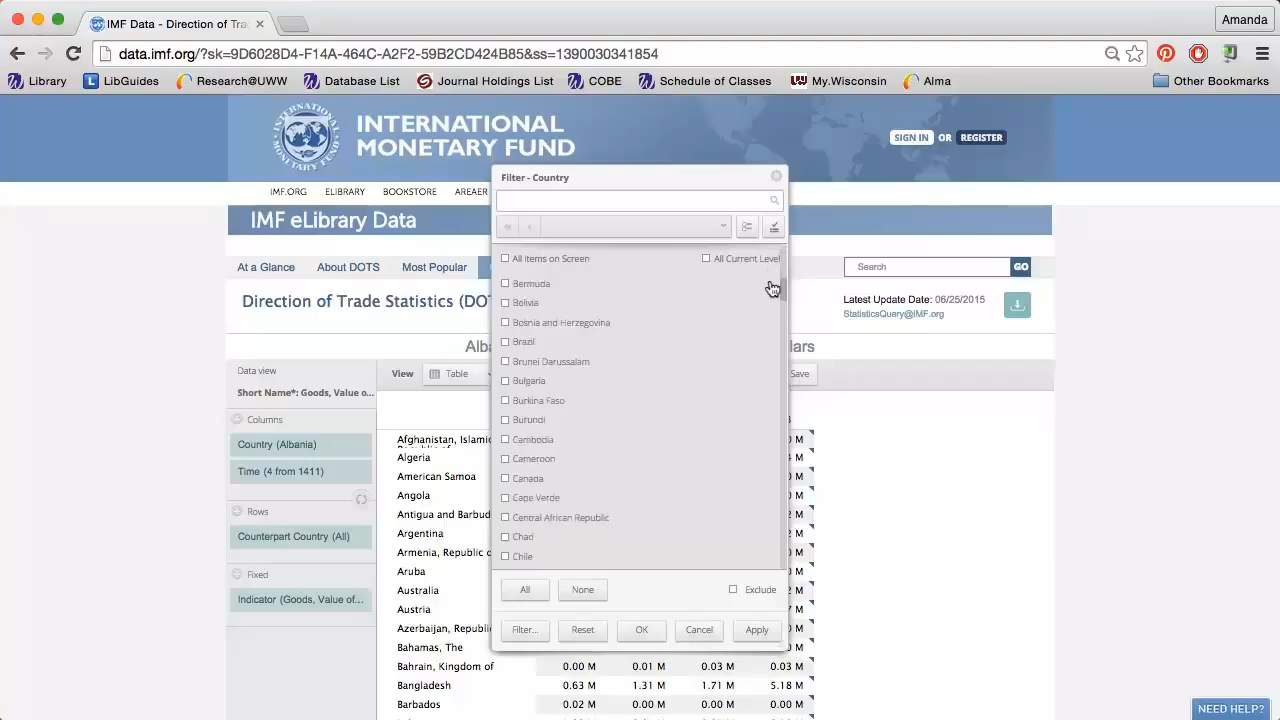 IMF Data - Direction of Tra
Amanda
data.imf.org/?sk=9D6028D4-F14A-464C-A2F2-59B2CD424B85&ss=1390030341854
Library
LibGuides
Research@UWW
Database List
Journal Holdings List
COBE
Schedule of Classes
My.Wisconsin
Alma
Other Bookmarks
INTERNATIONAL
MONETARY FUND
SIGN IN OR REGISTER
IMF.ORG
ELIBRARY
BOOKSTORE
AREAER
IMF eLibrary Data
At a Glance
About DOTS
Most Popular
Search
GO
Direction of Trade Statistics (DOT
Latest Update Date: 06/25/2015
StatisticsQuery@IMF.org
Alba
lars
Data view
Short Name*: Goods, Value o...
Columns
Country (Albania)
Time (4 from 1411)
Rows
Counterpart Country (All)
Fixed
Indicator (Goods, Value of...
View
Table
Save
Filter - Country
All Items on Screen
All Current Level
Bermuda
Bolivia
Bosnia and Herzegovina
Brazil
Brunei Darussalam
Bulgaria
Burkina Faso
Burundi
Cambodia
Cameroon
Canada
Cape Verde
Central African Republic
Chad
Chile
All
None
Exclude
Filter...
Reset
OK
Cancel
Apply
Afghanistan, Islamic
Algeria
American Samoa
Angola
Antigua and Barbud
Argentina
Armenia, Republic o
Aruba
Australia
Austria
Azerbaijan, Republi
Bahamas, The
Bahrain, Kingdom of 0.00 M 0.01 M 0.03 M 0.03 M
Bangladesh 0.63 M 1.31 M 1.71 M 5.18 M
Barbados 0.02 M 0.00 M 0.00 M 0.00 M
NEED HELP?